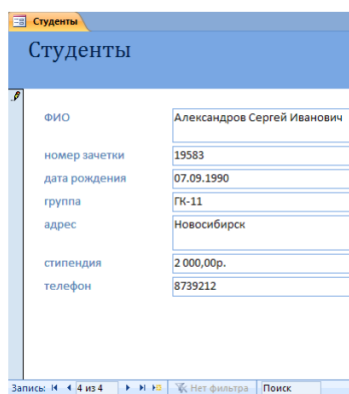 Студенты
Студенты
ФИО Александров Сергей Иванович
номер зачетки 19583
дата рождения 07.09.1990
группа ГК-11
адрес Новосибирск
стипендия 2 000,00р.
телефон 8739212
Запись: 4 из 4 Нет фильтра Поиск